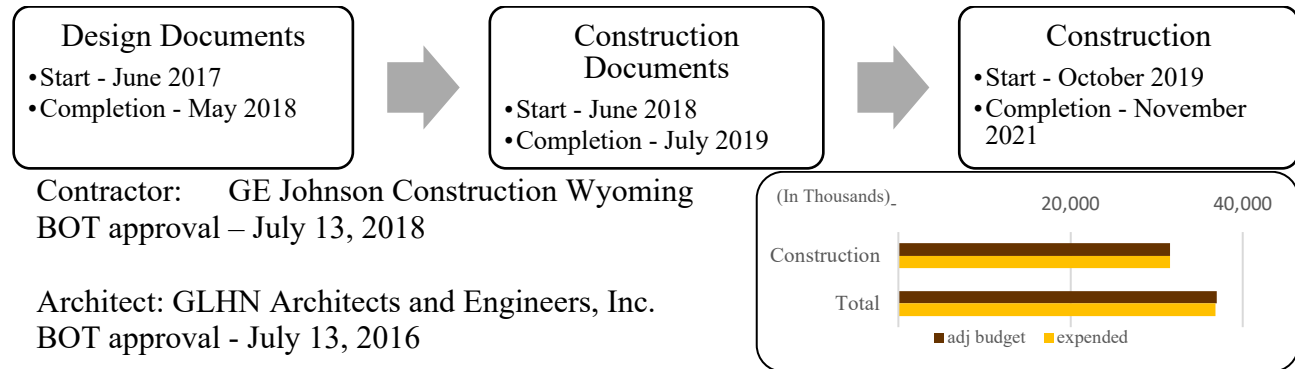 Design Documents
•Start - June 2017
•Completion - May 2018
Construction
Documents
•Start - June 2018
•Completion - July 2019
Construction
•Start - October 2019
•Completion - November
2021
Contractor: GE Johnson Construction Wyoming
BOT approval – July 13, 2018
Architect: GLHN Architects and Engineers, Inc.
BOT approval - July 13, 2016
(In Thousands) - 20,000 40,000
Construction
Total
adj budget expended